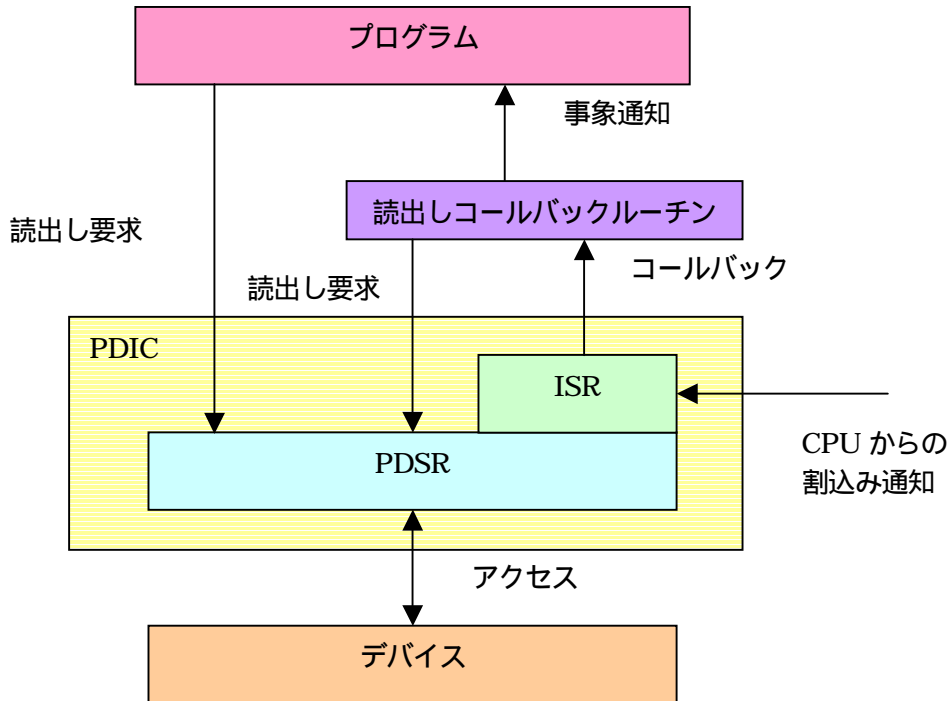 プログラム
事象通知
読出しコールバックルーチン
読出し要求
コールバック
読出し要求
PDIC
ISR
CPU からの
割込み通知
PDSR
アクセス
デバイス